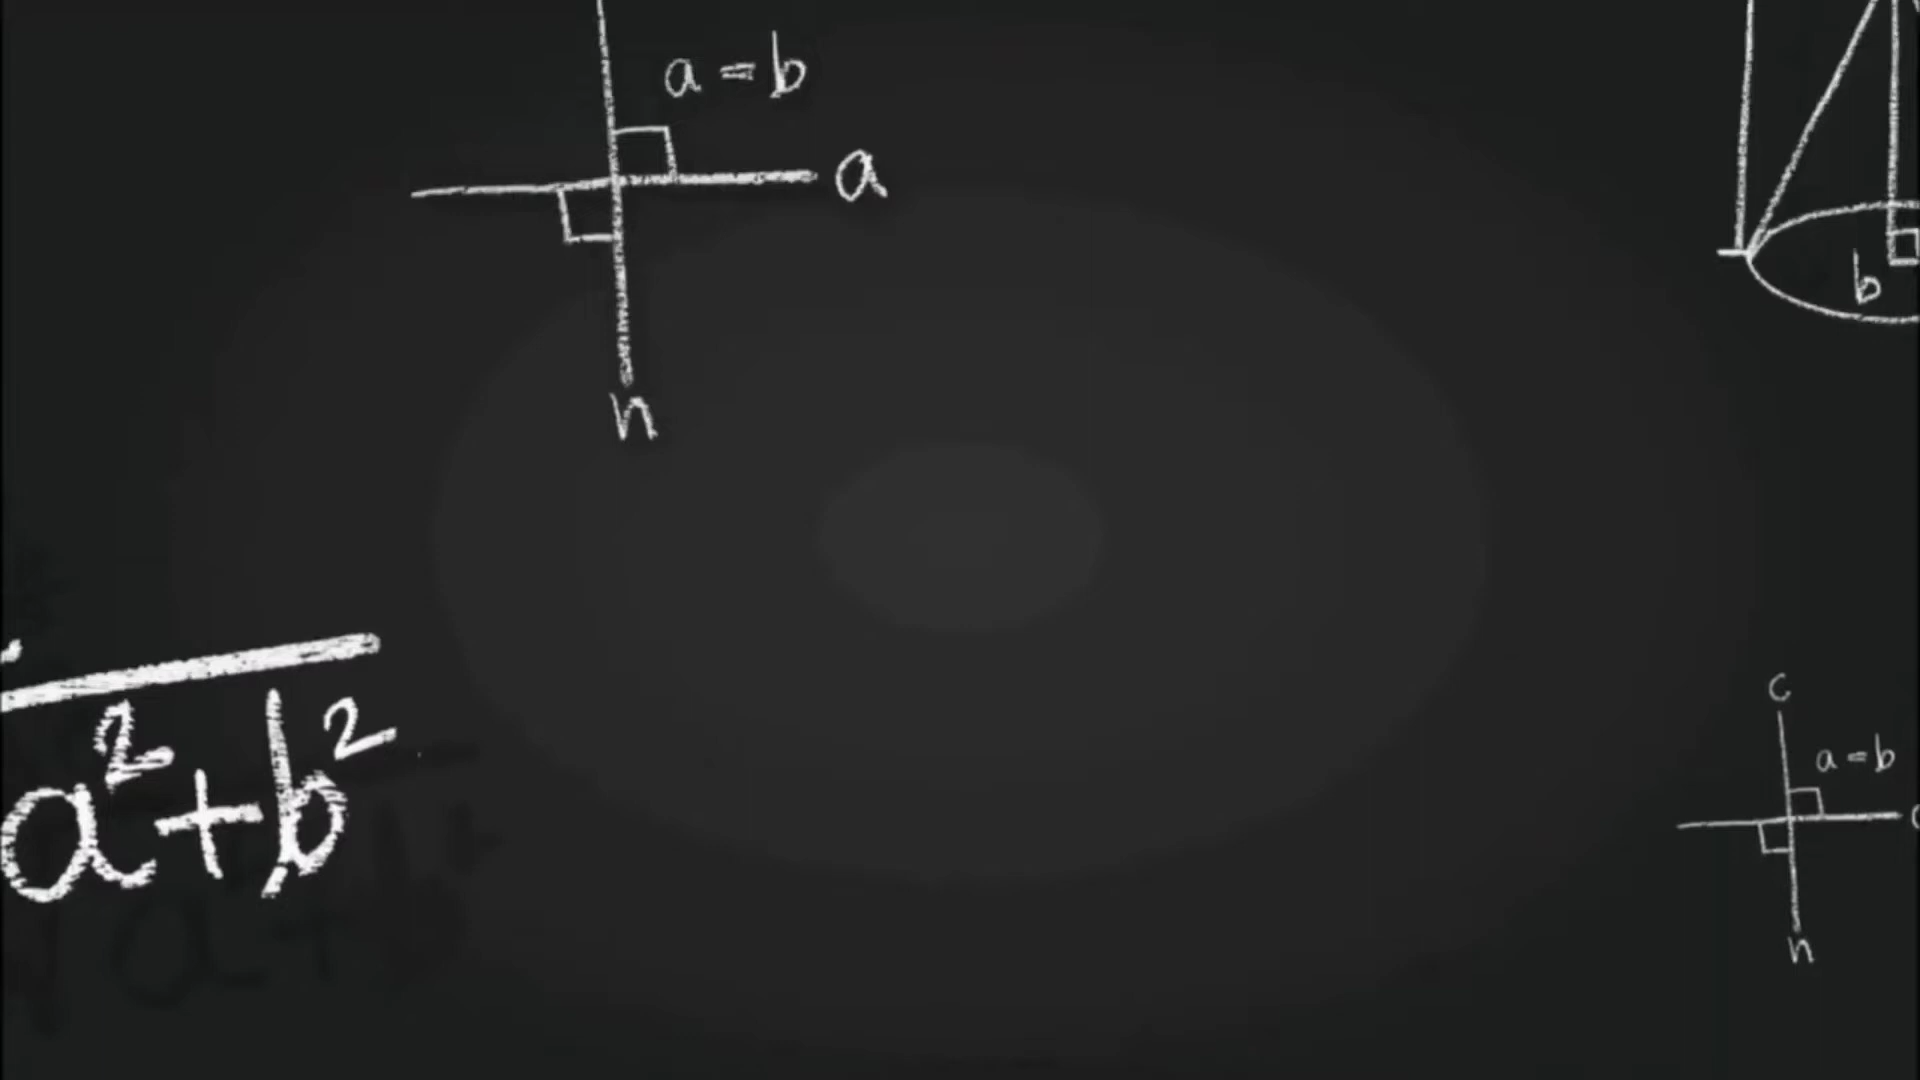 a = b
a
n
b
a²+b²
c
a = b
n